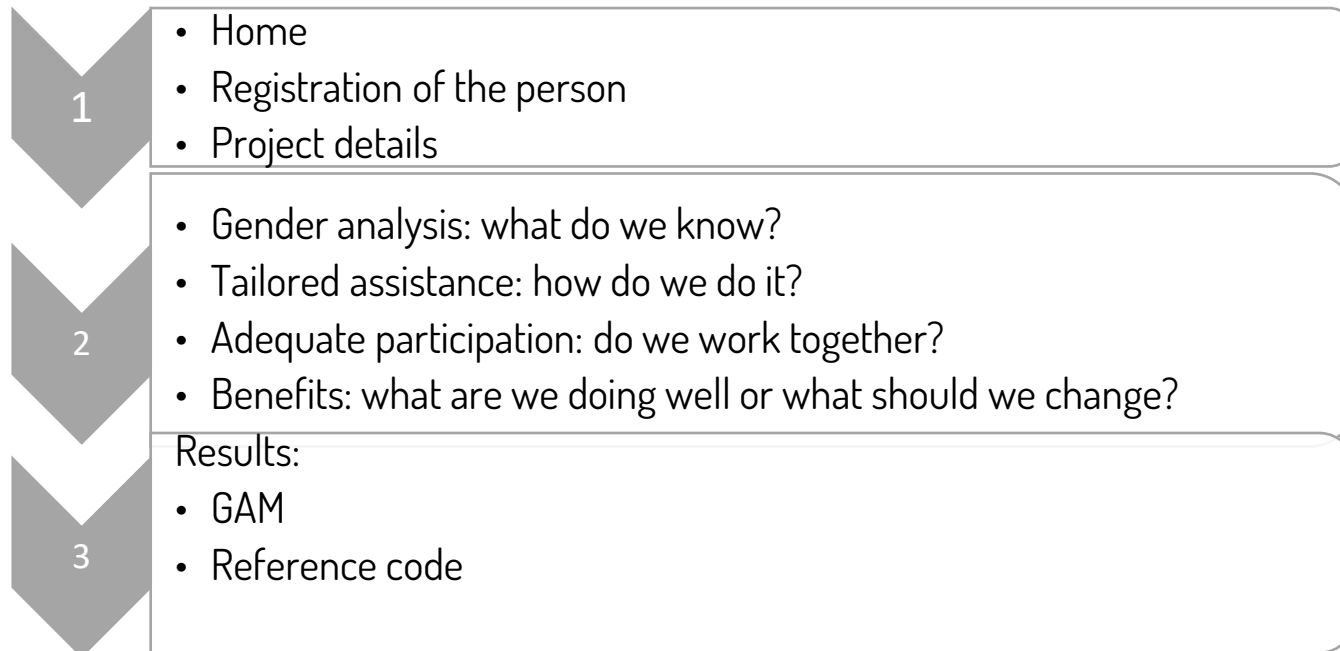 1
• Home
• Registration of the person
• Project details
2
• Gender analysis: what do we know?
• Tailored assistance: how do we do it?
• Adequate participation: do we work together?
• Benefits: what are we doing well or what should we change?
3
Results:
• GAM
• Reference code